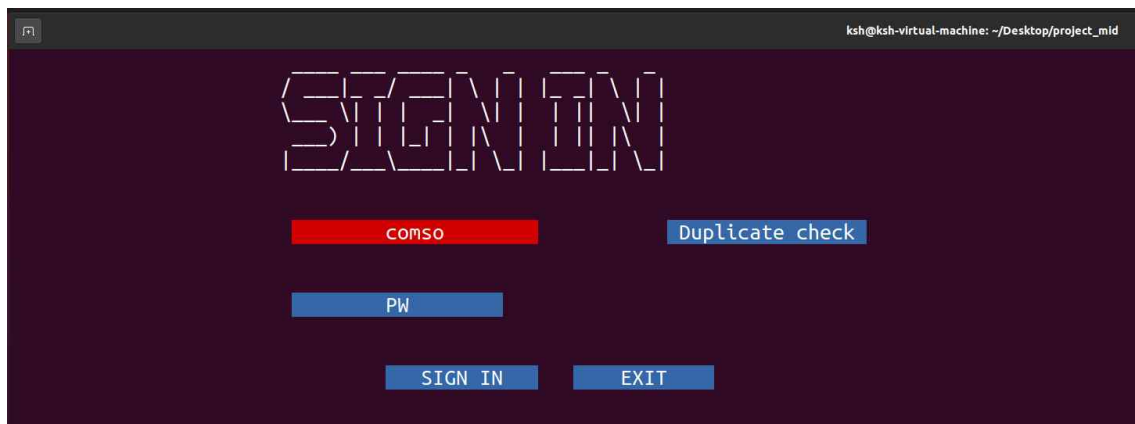 ksh@ksh-virtual-machine: ~/Desktop/project_mid
SIGN IN
comso
Duplicate check
PW
SIGN IN
EXIT